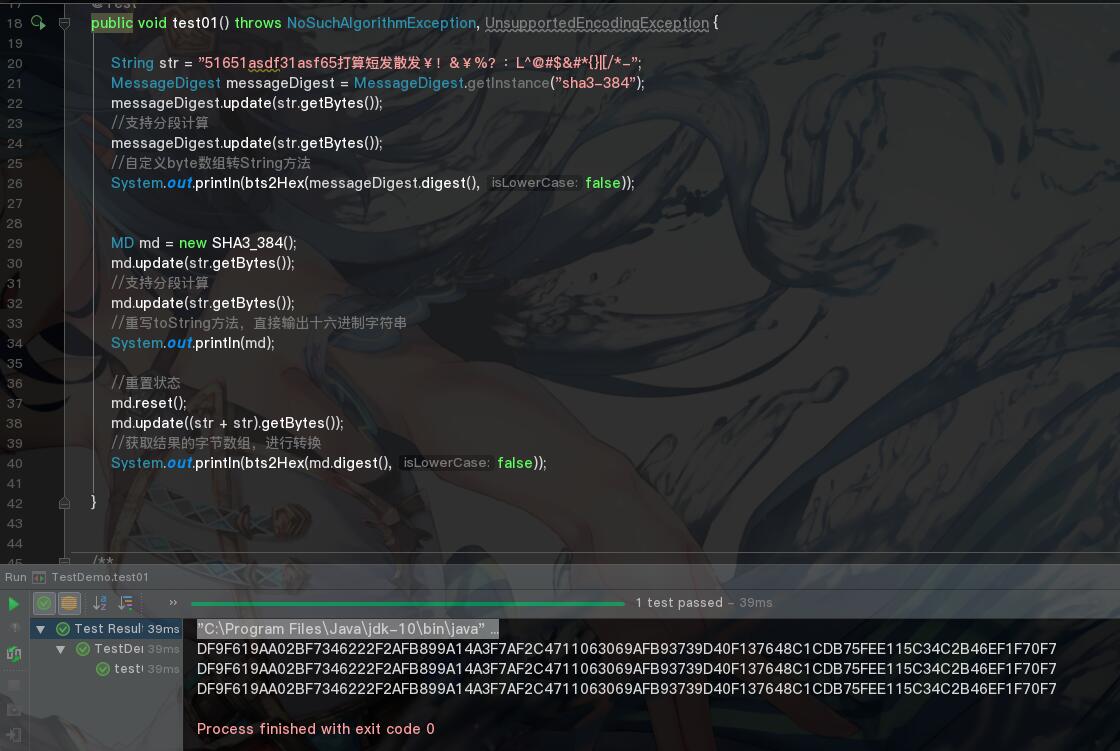 17 @Test
18 public void test01() throws NoSuchAlgorithmException, UnsupportedEncodingException {
19
20 String str = "51651asdf31asf65打算短发散发￥！&￥%？：L^@#$&#*{}|[/*-";
21 MessageDigest messageDigest = MessageDigest.getInstance("sha3-384");
22 messageDigest.update(str.getBytes());
23 //支持分段计算
24 messageDigest.update(str.getBytes());
25 //自定义byte数组转String方法
26 System.out.println(bts2Hex(messageDigest.digest(), isLowerCase: false));
27
28
29 MD md = new SHA3_384();
30 md.update(str.getBytes());
31 //支持分段计算
32 md.update(str.getBytes());
33 //重写toString方法，直接输出十六进制字符串
34 System.out.println(md);
35
36 //重置状态
37 md.reset();
38 md.update((str + str).getBytes());
39 //获取结果的字节数组，进行转换
40 System.out.println(bts2Hex(md.digest(), isLowerCase: false));
41
42 }
43
44
45 /**
Run TestDemo.test01
» 1 test passed – 39ms
Test Resul 39ms
TestDe 39ms
test 39ms
"C:\Program Files\Java\jdk-10\bin\java" ...
DF9F619AA02BF7346222F2AFB899A14A3F7AF2C4711063069AFB93739D40F137648C1CDB75FEE115C34C2B46EF1F70F7
DF9F619AA02BF7346222F2AFB899A14A3F7AF2C4711063069AFB93739D40F137648C1CDB75FEE115C34C2B46EF1F70F7
DF9F619AA02BF7346222F2AFB899A14A3F7AF2C4711063069AFB93739D40F137648C1CDB75FEE115C34C2B46EF1F70F7
Process finished with exit code 0